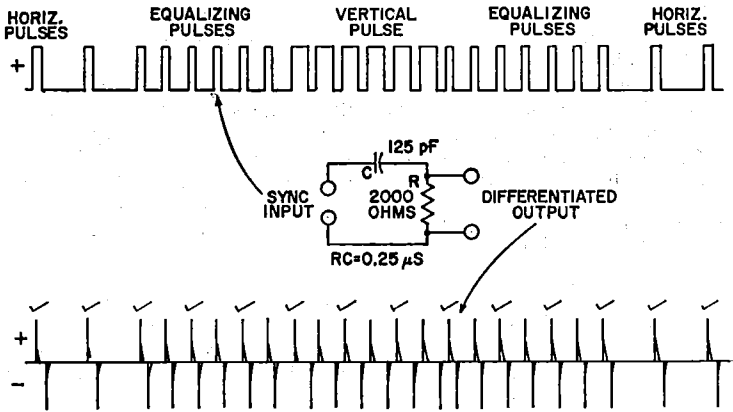 HORIZ.
PULSES
EQUALIZING
PULSES
VERTICAL
PULSE
EQUALIZING
PULSES
HORIZ.
PULSES
+
125 pF
C
R
2000
OHMS
SYNC
INPUT
DIFFERENTIATED
OUTPUT
RC=0.25 μS
+
−